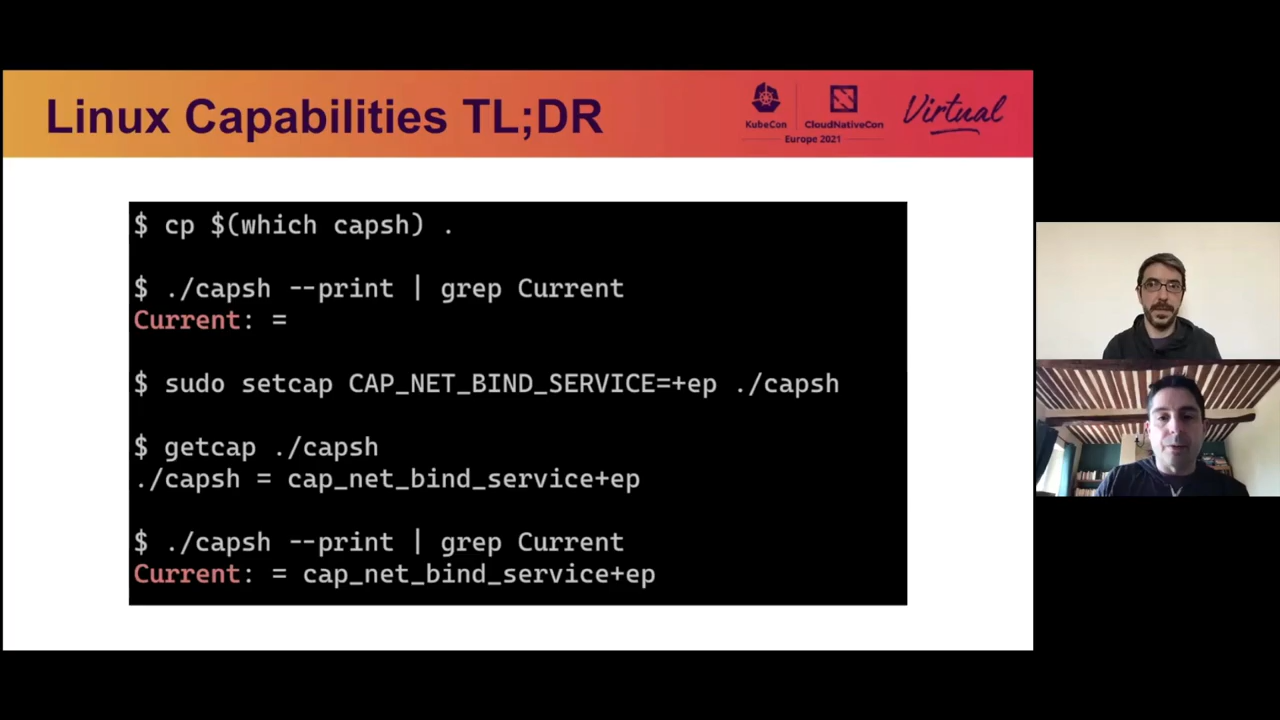 Linux Capabilities TL;DR
KubeCon
CloudNativeCon
Europe 2021
Virtual
$ cp $(which capsh) .
$ ./capsh --print | grep Current
Current: =
$ sudo setcap CAP_NET_BIND_SERVICE=+ep ./capsh
$ getcap ./capsh
./capsh = cap_net_bind_service+ep
$ ./capsh --print | grep Current
Current: = cap_net_bind_service+ep